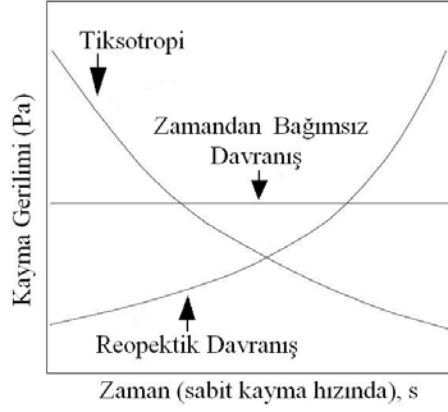 Tiksotropi
Zamandan Bağımsız
Davranış
Kayma Gerilimi (Pa)
Reopektik Davranış
Zaman (sabit kayma hızında), s